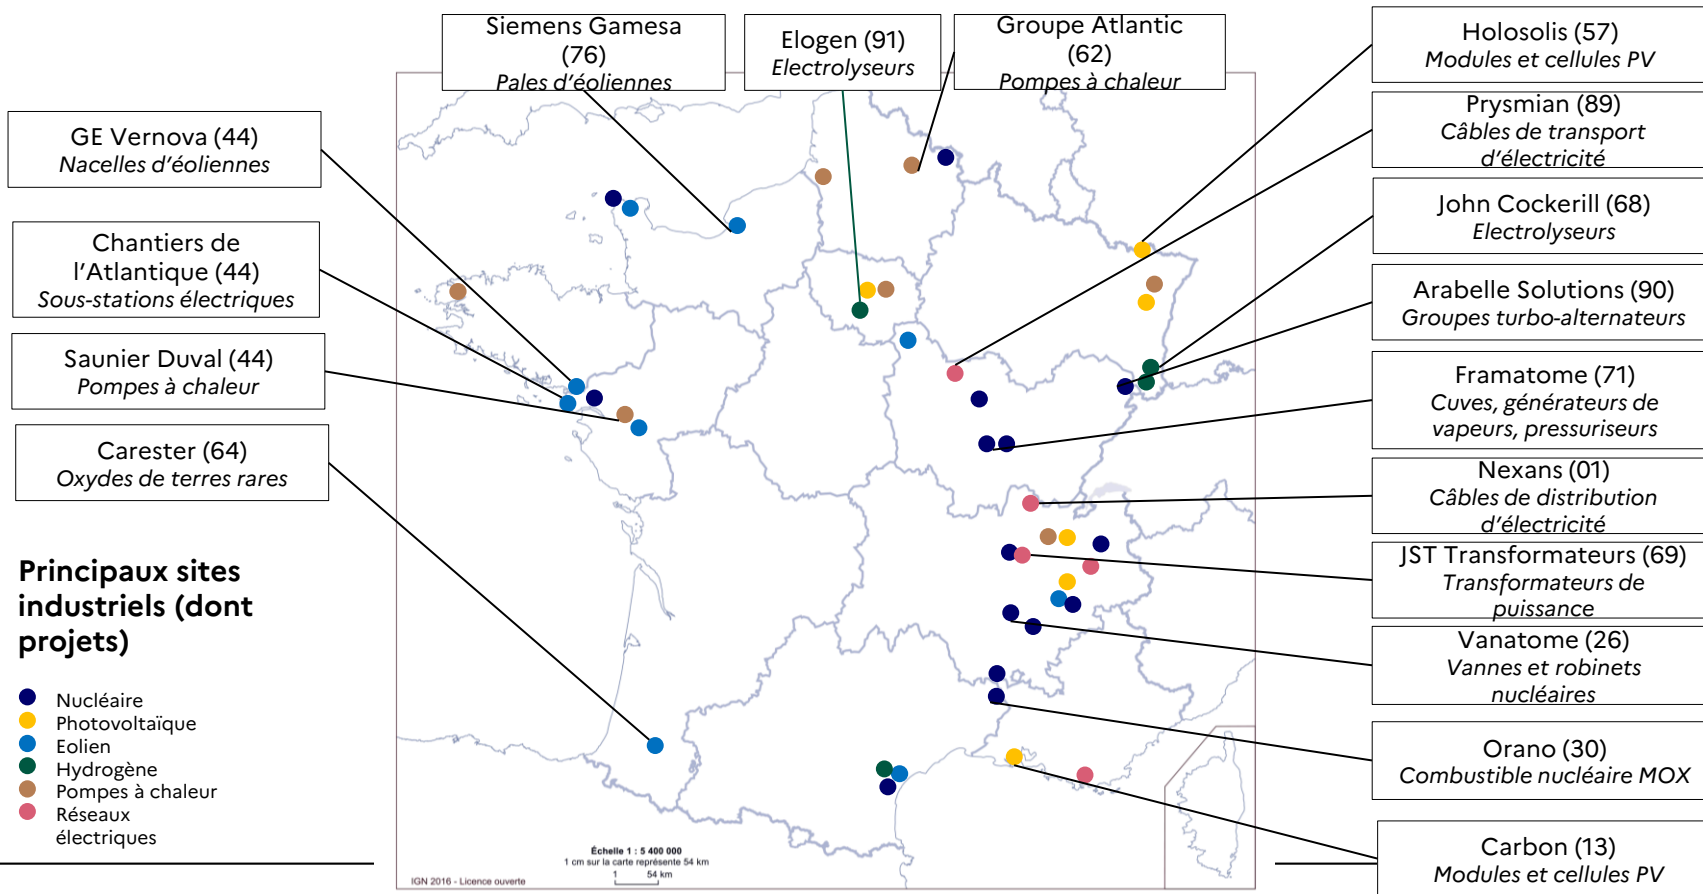 Siemens Gamesa
(76)
Pales d'éoliennes
Elogen (91)
Electrolyseurs
Groupe Atlantic
(62)
Pompes à chaleur
Holosolis (57)
Modules et cellules PV
Prysmian (89)
Câbles de transport
d'électricité
GE Vernova (44)
Nacelles d'éoliennes
John Cockerill (68)
Electrolyseurs
Chantiers de
l'Atlantique (44)
Sous-stations électriques
Arabelle Solutions (90)
Groupes turbo-alternateurs
Saunier Duval (44)
Pompes à chaleur
Framatome (71)
Cuves, générateurs de
vapeurs, pressuriseurs
Carester (64)
Oxydes de terres rares
Nexans (01)
Câbles de distribution
d'électricité
JST Transformateurs (69)
Transformateurs de
puissance
Vanatome (26)
Vannes et robinets
nucléaires
Orano (30)
Combustible nucléaire MOX
Carbon (13)
Modules et cellules PV
Principaux sites
industriels (dont
projets)
Nucléaire
Photovoltaïque
Eolien
Hydrogène
Pompes à chaleur
Réseaux
électriques
Échelle 1 : 5 400 000
1 cm sur la carte représente 54 km
1 54 km
IGN 2016 - Licence ouverte